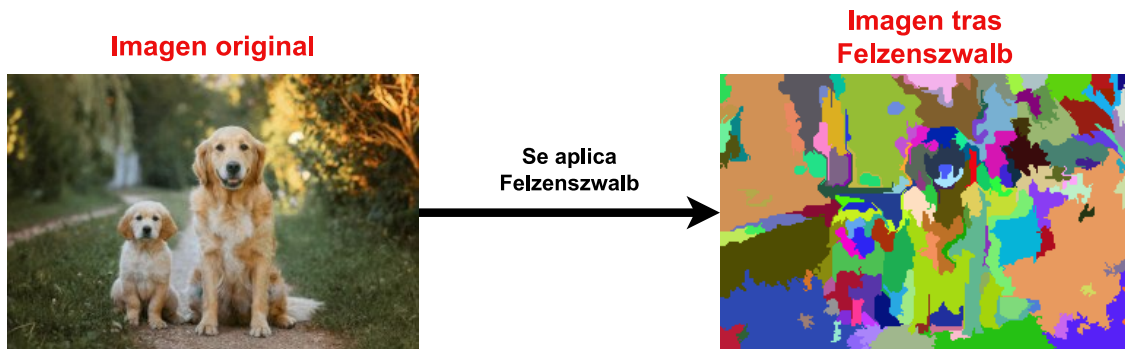 Imagen original
Se aplica
Felzenszwalb
Imagen tras
Felzenszwalb